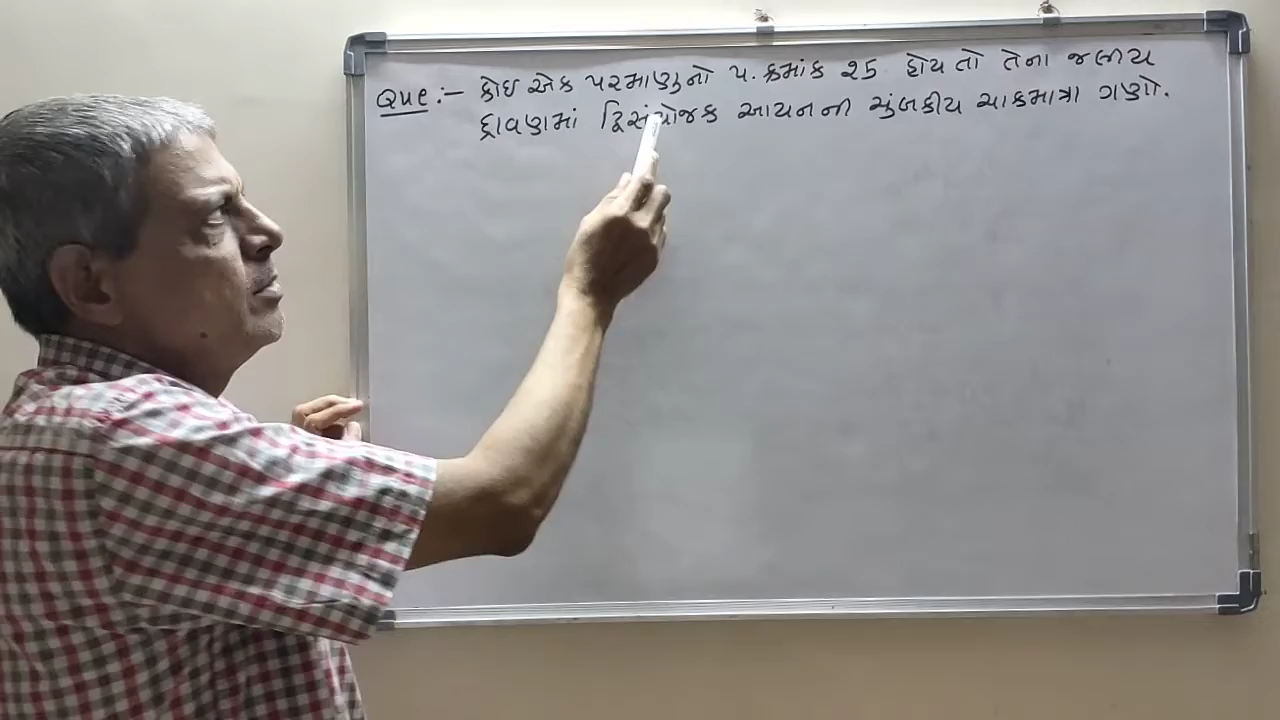 Que :- કોઇ એક પરમાણુનો પ. ક્રમાંક 25 હોય તો તેના જલીય
દ્રાવણમાં દ્વિસંયોજક આયનની ચુંબકીય ચાકમાત્રા ગણો.